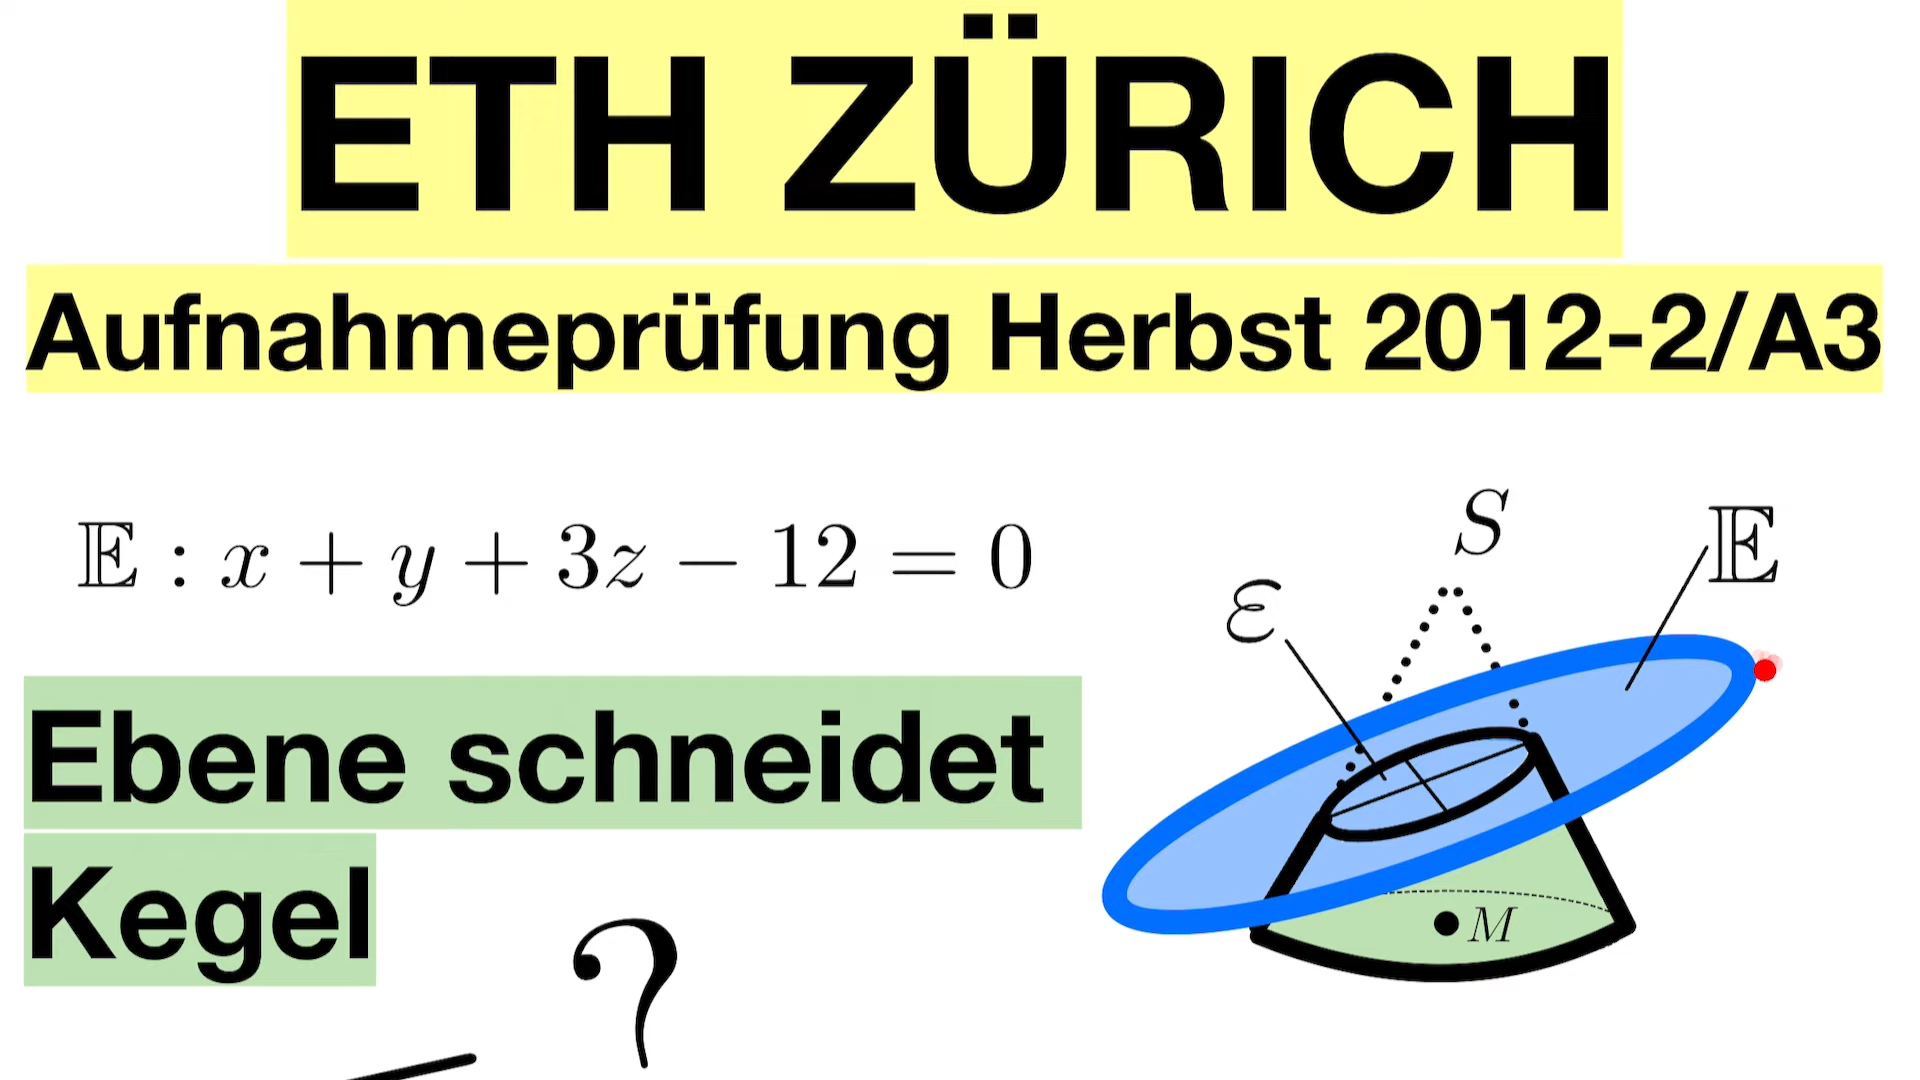 ETH ZÜRICH
Aufnahmeprüfung Herbst 2012-2/A3
𝔼 : x + y + 3z − 12 = 0
S
𝔼
ε
Ebene schneidet
Kegel
M
?